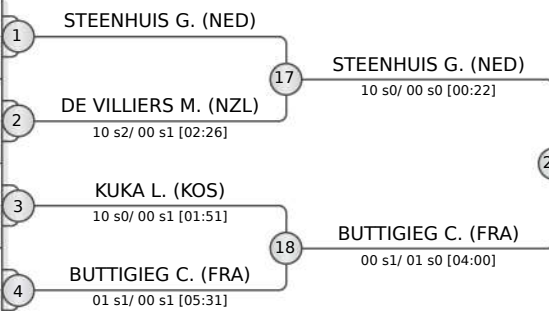 STEENHUIS G. (NED)
1
17
STEENHUIS G. (NED)
10 s0/ 00 s0 [00:22]
DE VILLIERS M. (NZL)
2
10 s2/ 00 s1 [02:26]
KUKA L. (KOS)
3
10 s0/ 00 s1 [01:51]
18
BUTTIGIEG C. (FRA)
00 s1/ 01 s0 [04:00]
BUTTIGIEG C. (FRA)
4
01 s1/ 00 s1 [05:31]